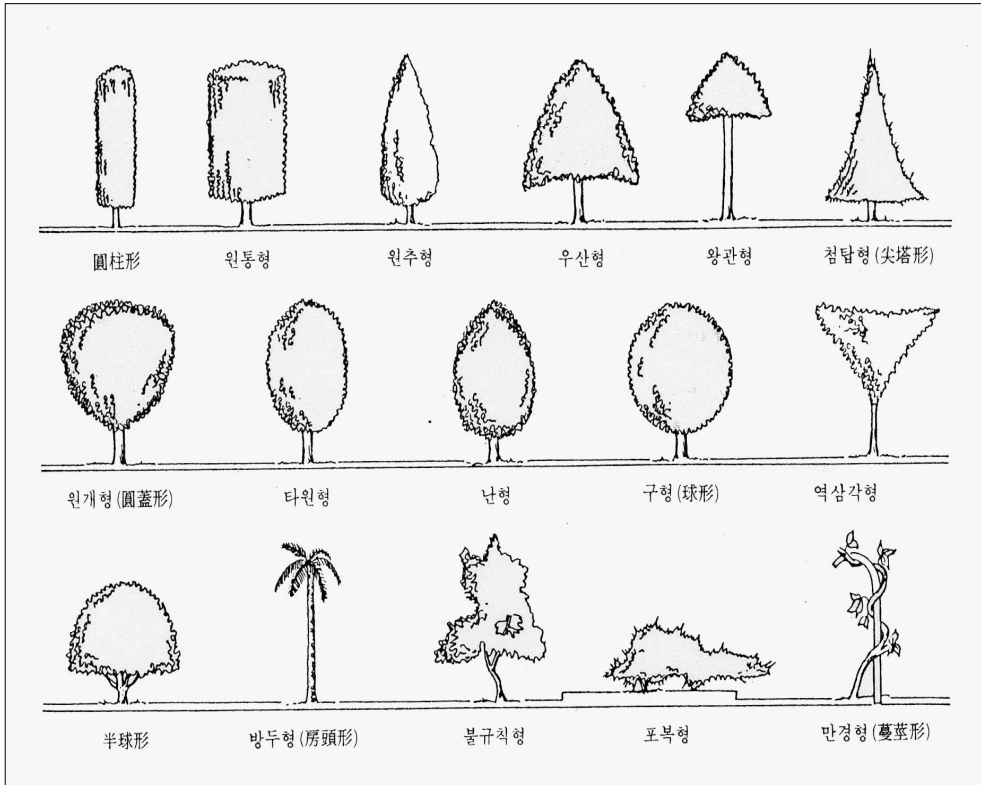 圓柱形 원통형 원추형 우산형 왕관형 첨탑형 (尖塔形)
원개형 (圓蓋形) 타원형 난형 구형 (球形) 역삼각형
半球形 방두형 (房頭形) 불규칙형 포복형 만경형 (蔓莖形)